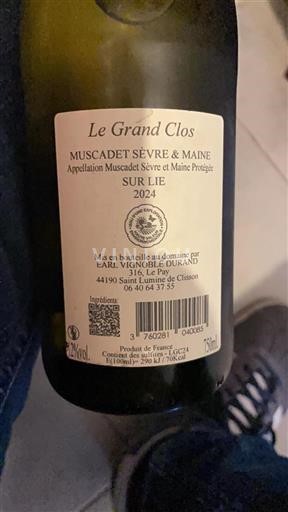 Le Grand Clos
MUSCADET SÈVRE & MAINE
Appellation Muscadet Sèvre et Maine Protégée
SUR LIE
2024
Mis en bouteille au domaine par
EARL VIGNOBLE DURAND
316, Le Pay
44190 Saint Lumine de Clisson
06 40 64 37 55
Ingrédients:
3 760281 040085
12%vol.
750ml
Produit de France
Contient des sulfites - LGC24
E(100ml)= 290 kJ / 70Kcal